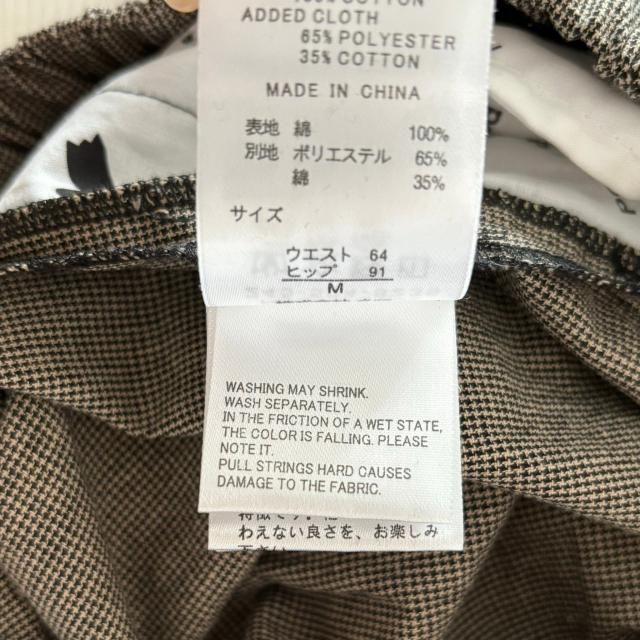 100% COTTON
ADDED CLOTH
65% POLYESTER
35% COTTON
MADE IN CHINA
表地 綿 100%
別地 ポリエステル 65%
綿 35%
サイズ
ウエスト 64
ヒップ 91
M
WASHING MAY SHRINK.
WASH SEPARATELY.
IN THE FRICTION OF A WET STATE,
THE COLOR IS FALLING. PLEASE
NOTE IT.
PULL STRINGS HARD CAUSES
DAMAGE TO THE FABRIC.
わえない良さを、お楽しみ